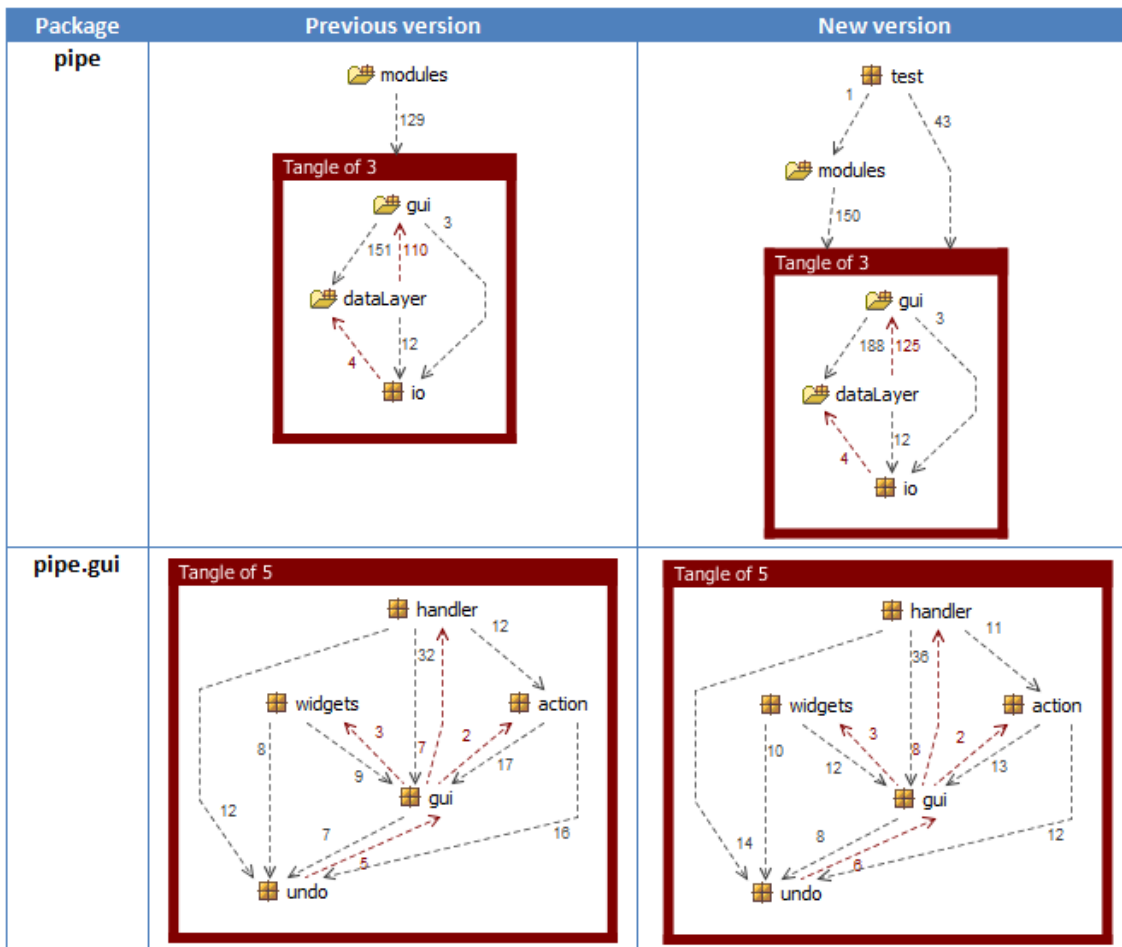 Package Previous version New version
pipe
modules
129
Tangle of 3
gui
3
151 110
dataLayer
12
4
io
test
1
43
modules
150
Tangle of 3
gui
3
188 125
dataLayer
12
4
io
pipe.gui
Tangle of 5
handler
12
32
widgets action
3 2
8 7
9 17
gui
12 7 16
5
undo
Tangle of 5
handler
11
36
widgets action
3 2
10 8
12 13
gui
14 8 12
6
undo